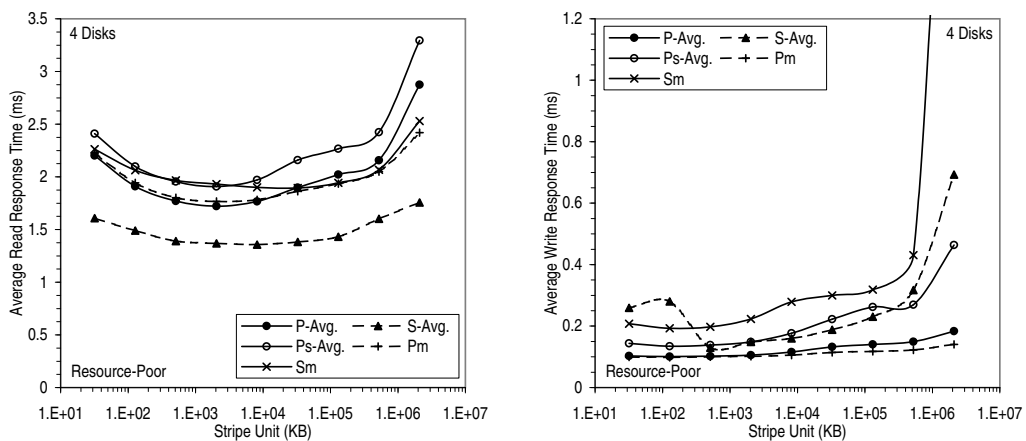 3.5
3
2.5
2
1.5
1
0.5
0
Average Read Response Time (ms)
4 Disks
P-Avg. S-Avg.
Ps-Avg. Pm
Sm
Resource-Poor
1.E+01 1.E+02 1.E+03 1.E+04 1.E+05 1.E+06 1.E+07
Stripe Unit (KB)
1.2
1
0.8
0.6
0.4
0.2
0
Average Write Response Time (ms)
4 Disks
P-Avg. S-Avg.
Ps-Avg. Pm
Sm
Resource-Poor
1.E+01 1.E+02 1.E+03 1.E+04 1.E+05 1.E+06 1.E+07
Stripe Unit (KB)